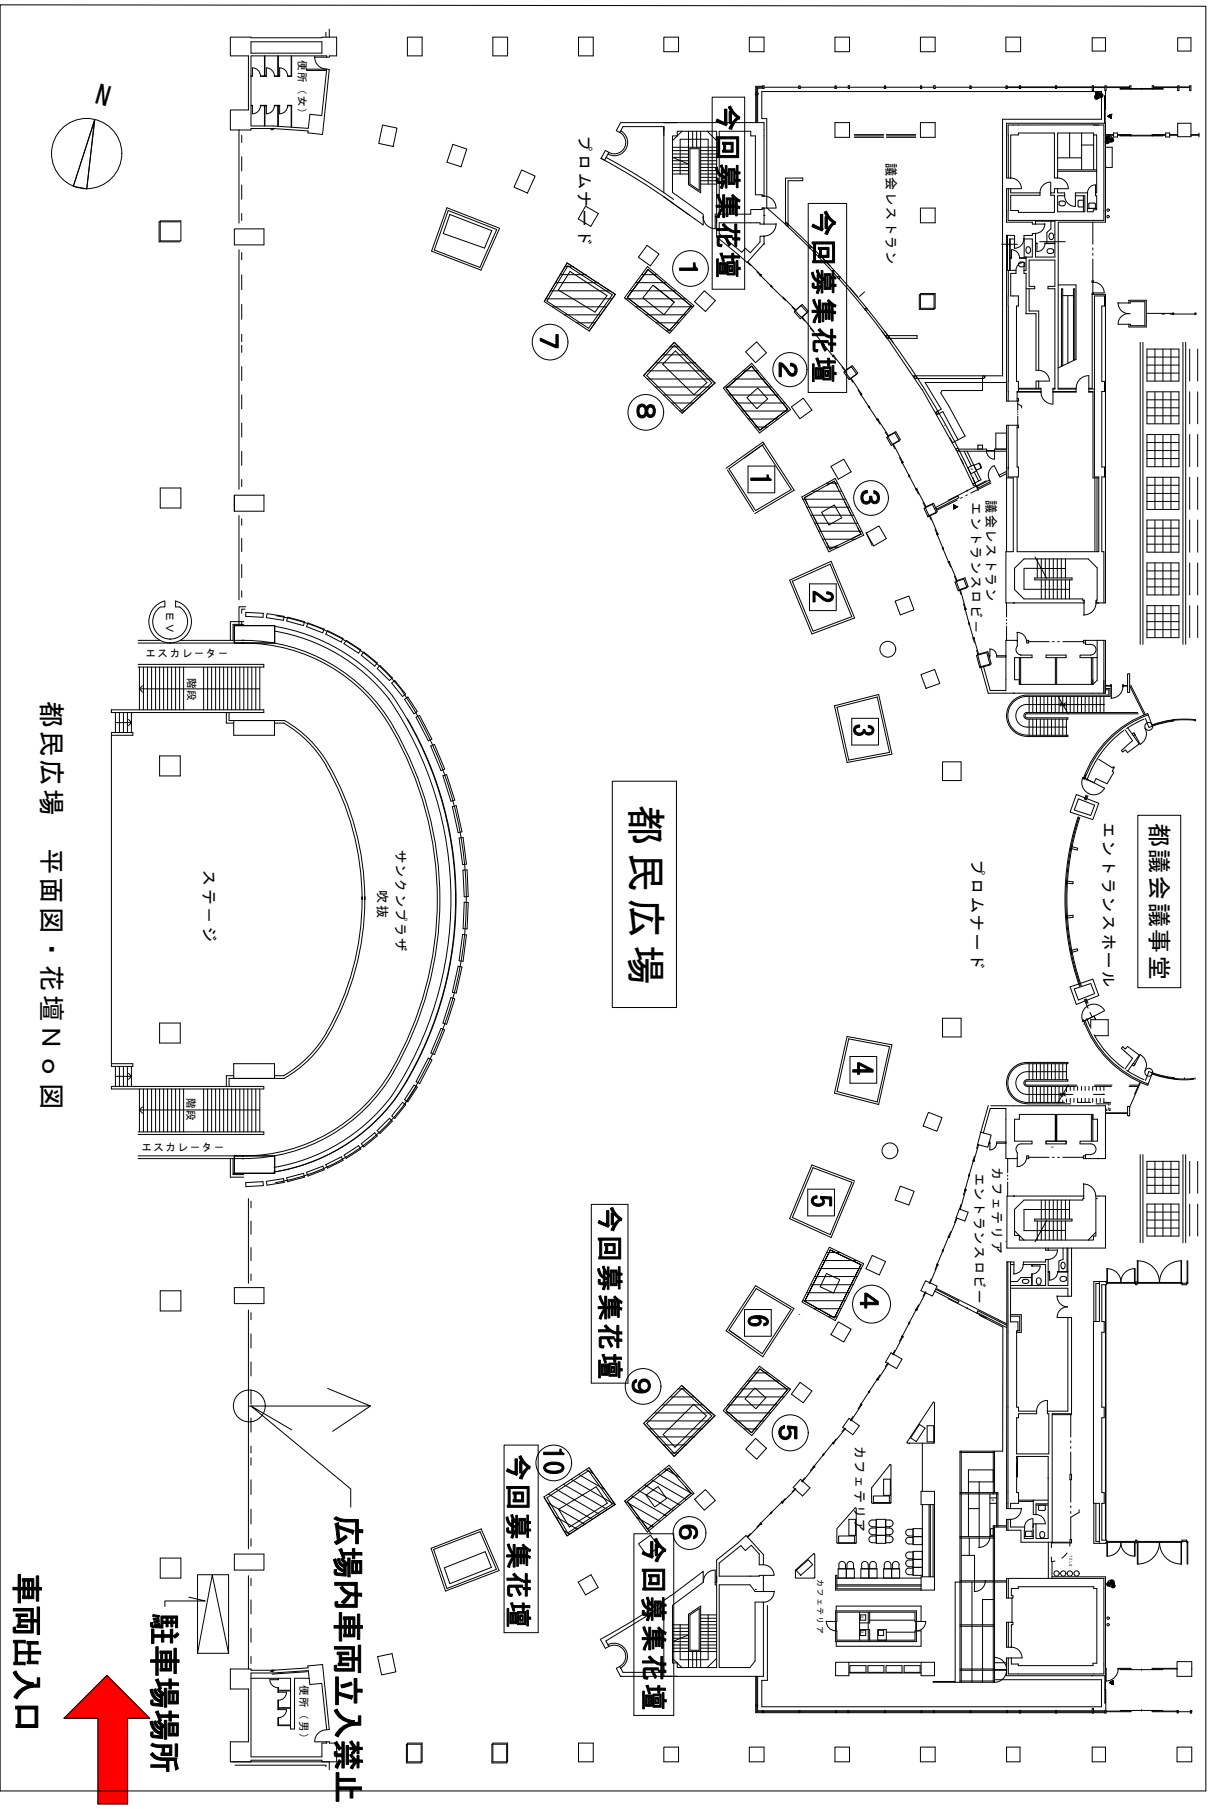 都議会議事堂
エントランスホール
プロムナード
議会レストラン
議会レストラン
エントランスロビー
カフェテリア
エントランスロビー
カフェテリア
カフェテリア
今回募集花壇
今回募集花壇
プロムナード
①
②
③
⑦
⑧
1
2
3
都民広場
4
5
6
④
⑤
⑥
⑨
⑩
今回募集花壇
今回募集花壇
今回募集花壇
便所（女）
N
EV
エスカレーター
階段
サンクンプラザ
吹抜
ステージ
階段
エスカレーター
広場内車両立入禁止
便所（男）
駐車場場所
車両出入口
都民広場　平面図・花壇No図